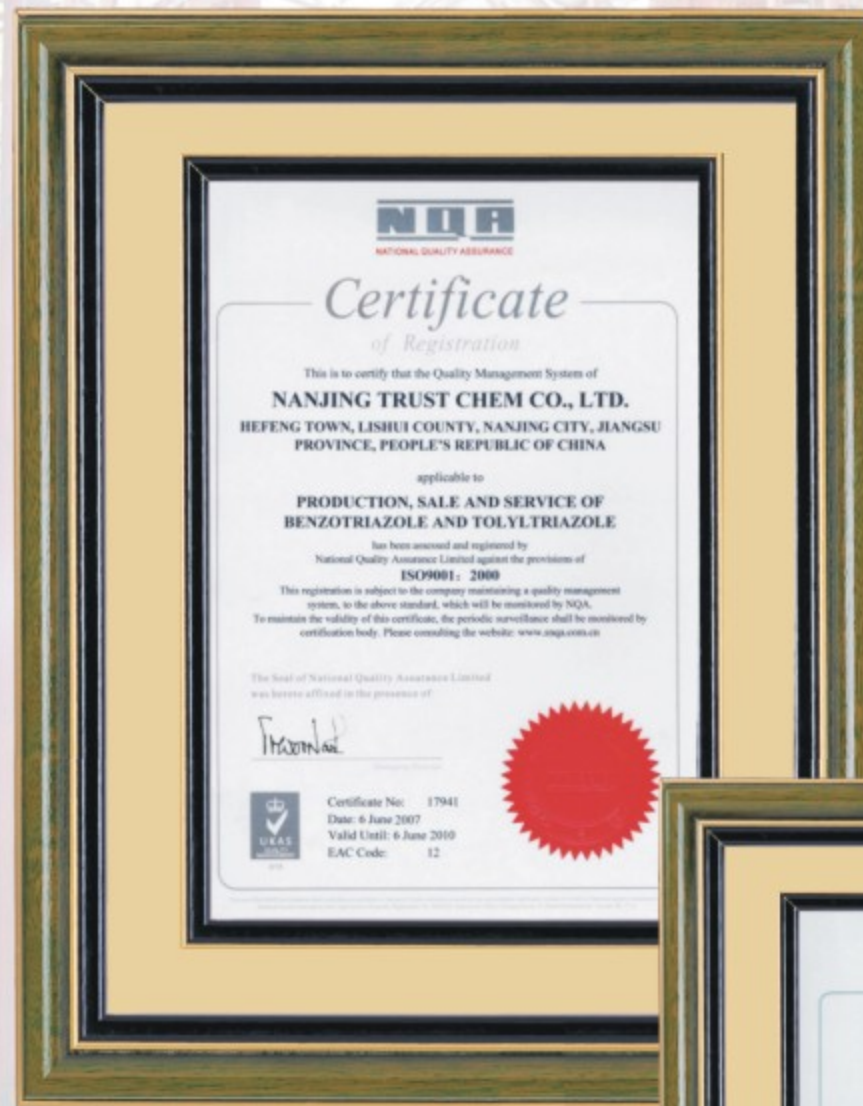 NQA
NATIONAL QUALITY ASSURANCE
Certificate
of Registration
This is to certify that the Quality Management System of
NANJING TRUST CHEM CO., LTD.
HEFENG TOWN, LISHUI COUNTY, NANJING CITY, JIANGSU
PROVINCE, PEOPLE'S REPUBLIC OF CHINA
applicable to
PRODUCTION, SALE AND SERVICE OF
BENZOTRIAZOLE AND TOLYLTRIAZOLE
has been assessed and registered by
National Quality Assurance Limited against the provisions of
ISO9001: 2000
This registration is subject to the company maintaining a quality management
system, to the above standard, which will be monitored by NQA.
To maintain the validity of this certificate, the periodic surveillance shall be monitored by
certification body. Please consulting the website:
The Seal of National Quality Assurance Limited
was hereto affixed in the presence of
UKAS
QUALITY
MANAGEMENT
Certificate No: 17941
Date: 6 June 2007
Valid Until: 6 June 2010
EAC Code: 12